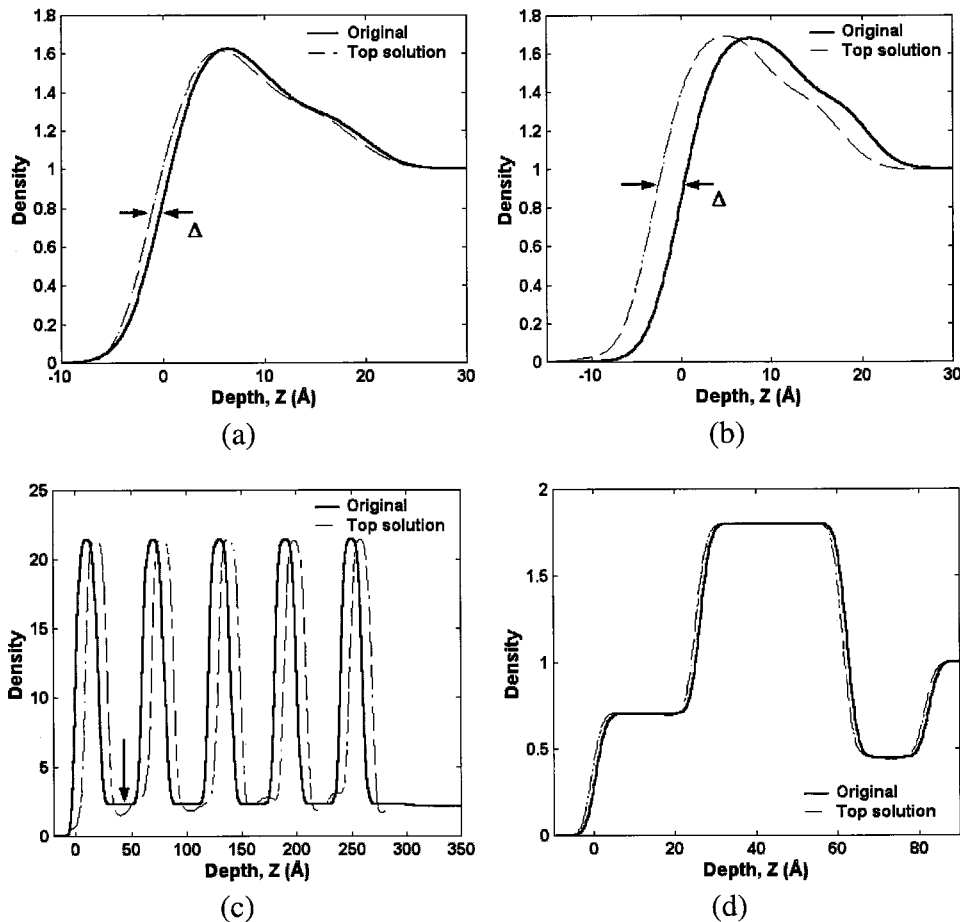 1.8
1.6
1.4
1.2
1
0.8
0.6
0.4
0.2
0
-10
0
10
20
30
Density
Depth, Z (Å)
Original
Top solution
Δ
(a)
1.8
1.6
1.4
1.2
1
0.8
0.6
0.4
0.2
0
-10
0
10
20
30
Density
Depth, Z (Å)
Original
Top solution
Δ
(b)
25
20
15
10
5
0
0
50
100
150
200
250
300
350
Density
Depth, Z (Å)
Original
Top solution
(c)
2
1.5
1
0.5
0
0
20
40
60
80
Density
Depth, Z (Å)
Original
Top solution
(d)